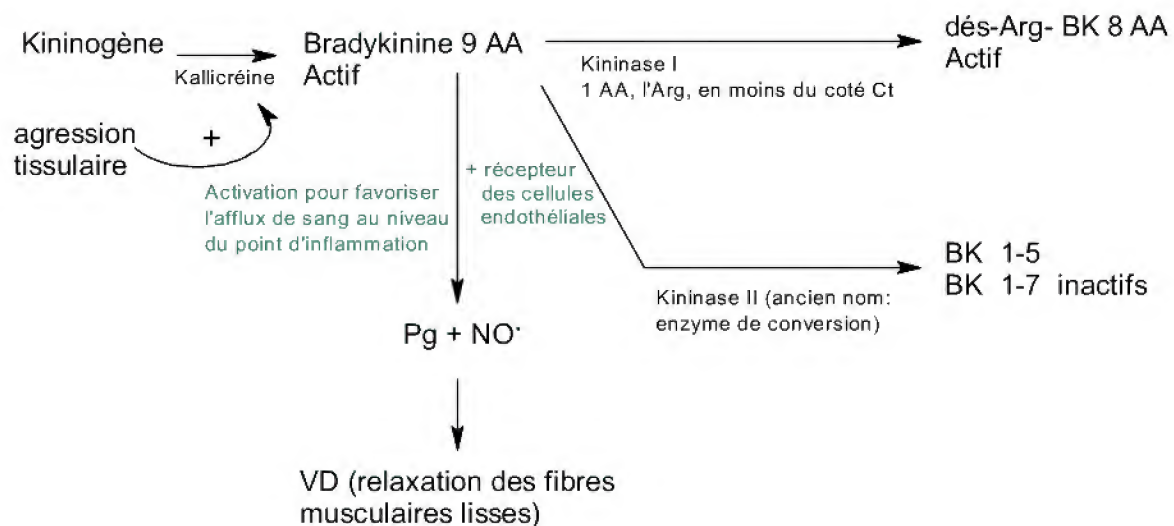 Kininogène
Kallicréine
Bradykinine 9 AA
Actif
Kininase I
1 AA, l'Arg, en moins du coté Ct
dés-Arg- BK 8 AA
Actif
agression
tissulaire
+
Activation pour favoriser
l'afflux de sang au niveau
du point d'inflammation
+ récepteur
des cellules
endothéliales
Kininase II (ancien nom:
enzyme de conversion)
BK 1-5
BK 1-7 inactifs
Pg + NO·
VD (relaxation des fibres
musculaires lisses)